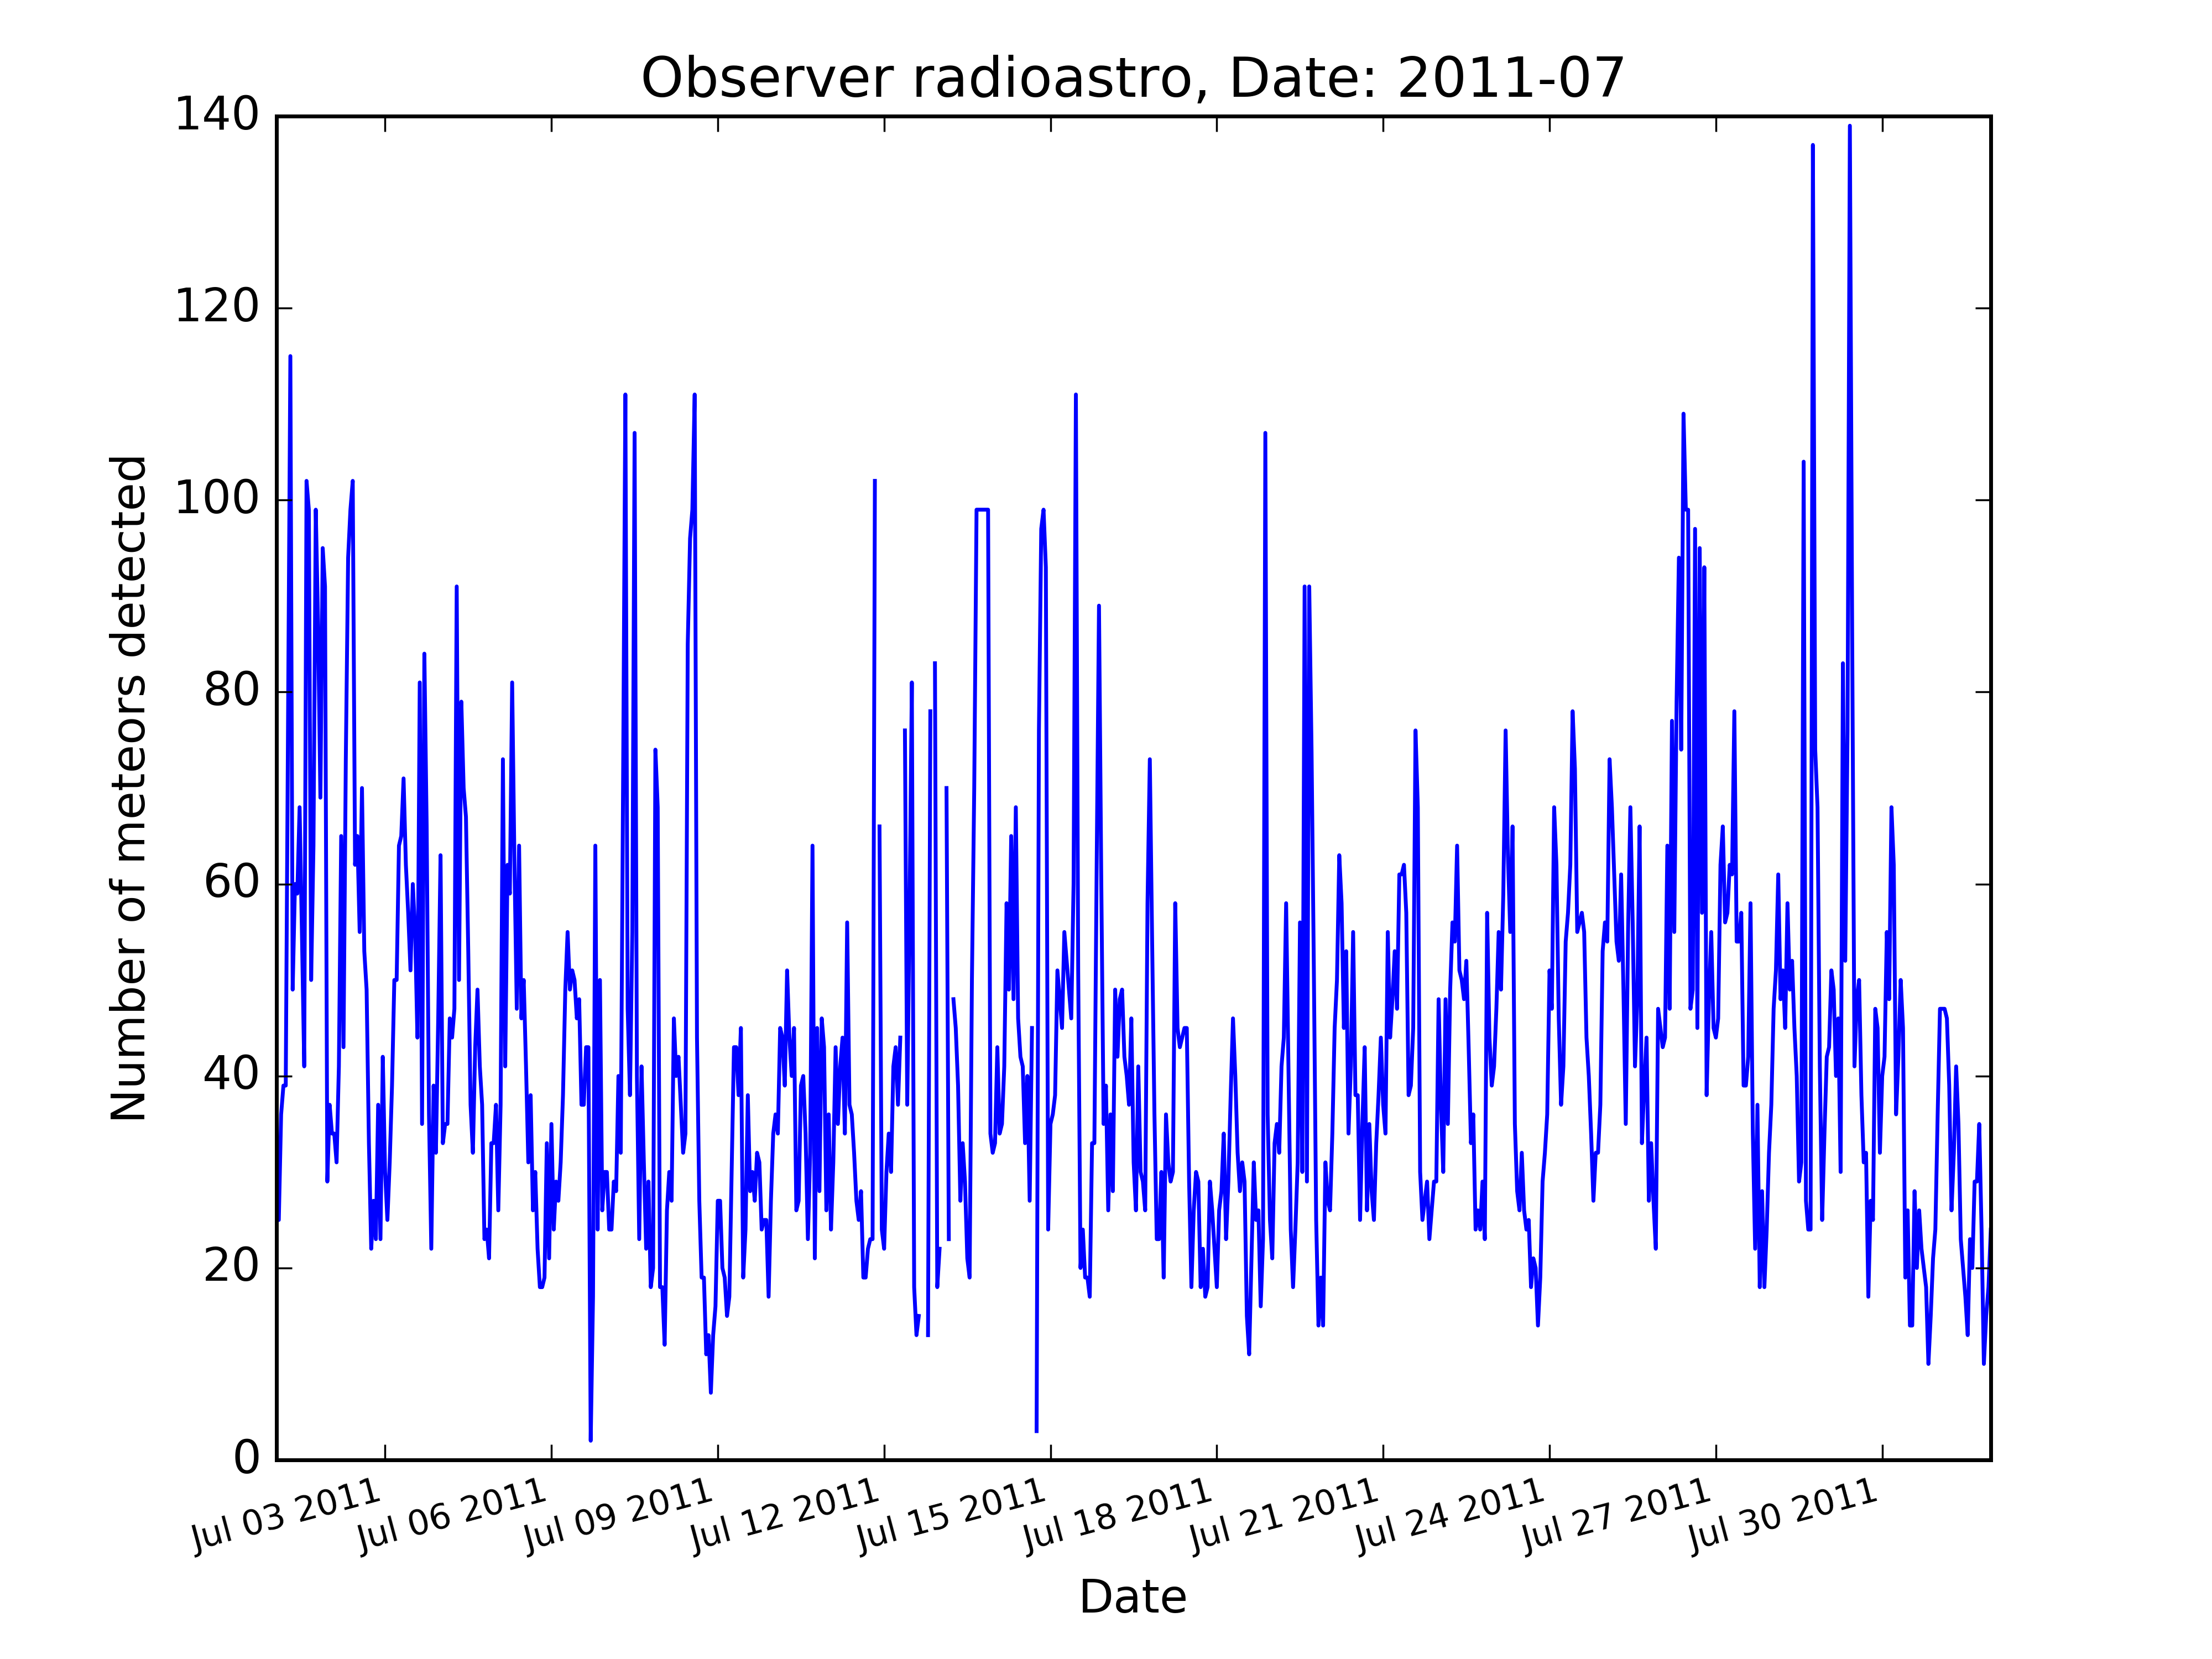 Observer radioastro, Date: 2011-07
140
120
100
80
60
40
20
0
Number of meteors detected
Jul 03 2011
Jul 06 2011
Jul 09 2011
Jul 12 2011
Jul 15 2011
Jul 18 2011
Jul 21 2011
Jul 24 2011
Jul 27 2011
Jul 30 2011
Date